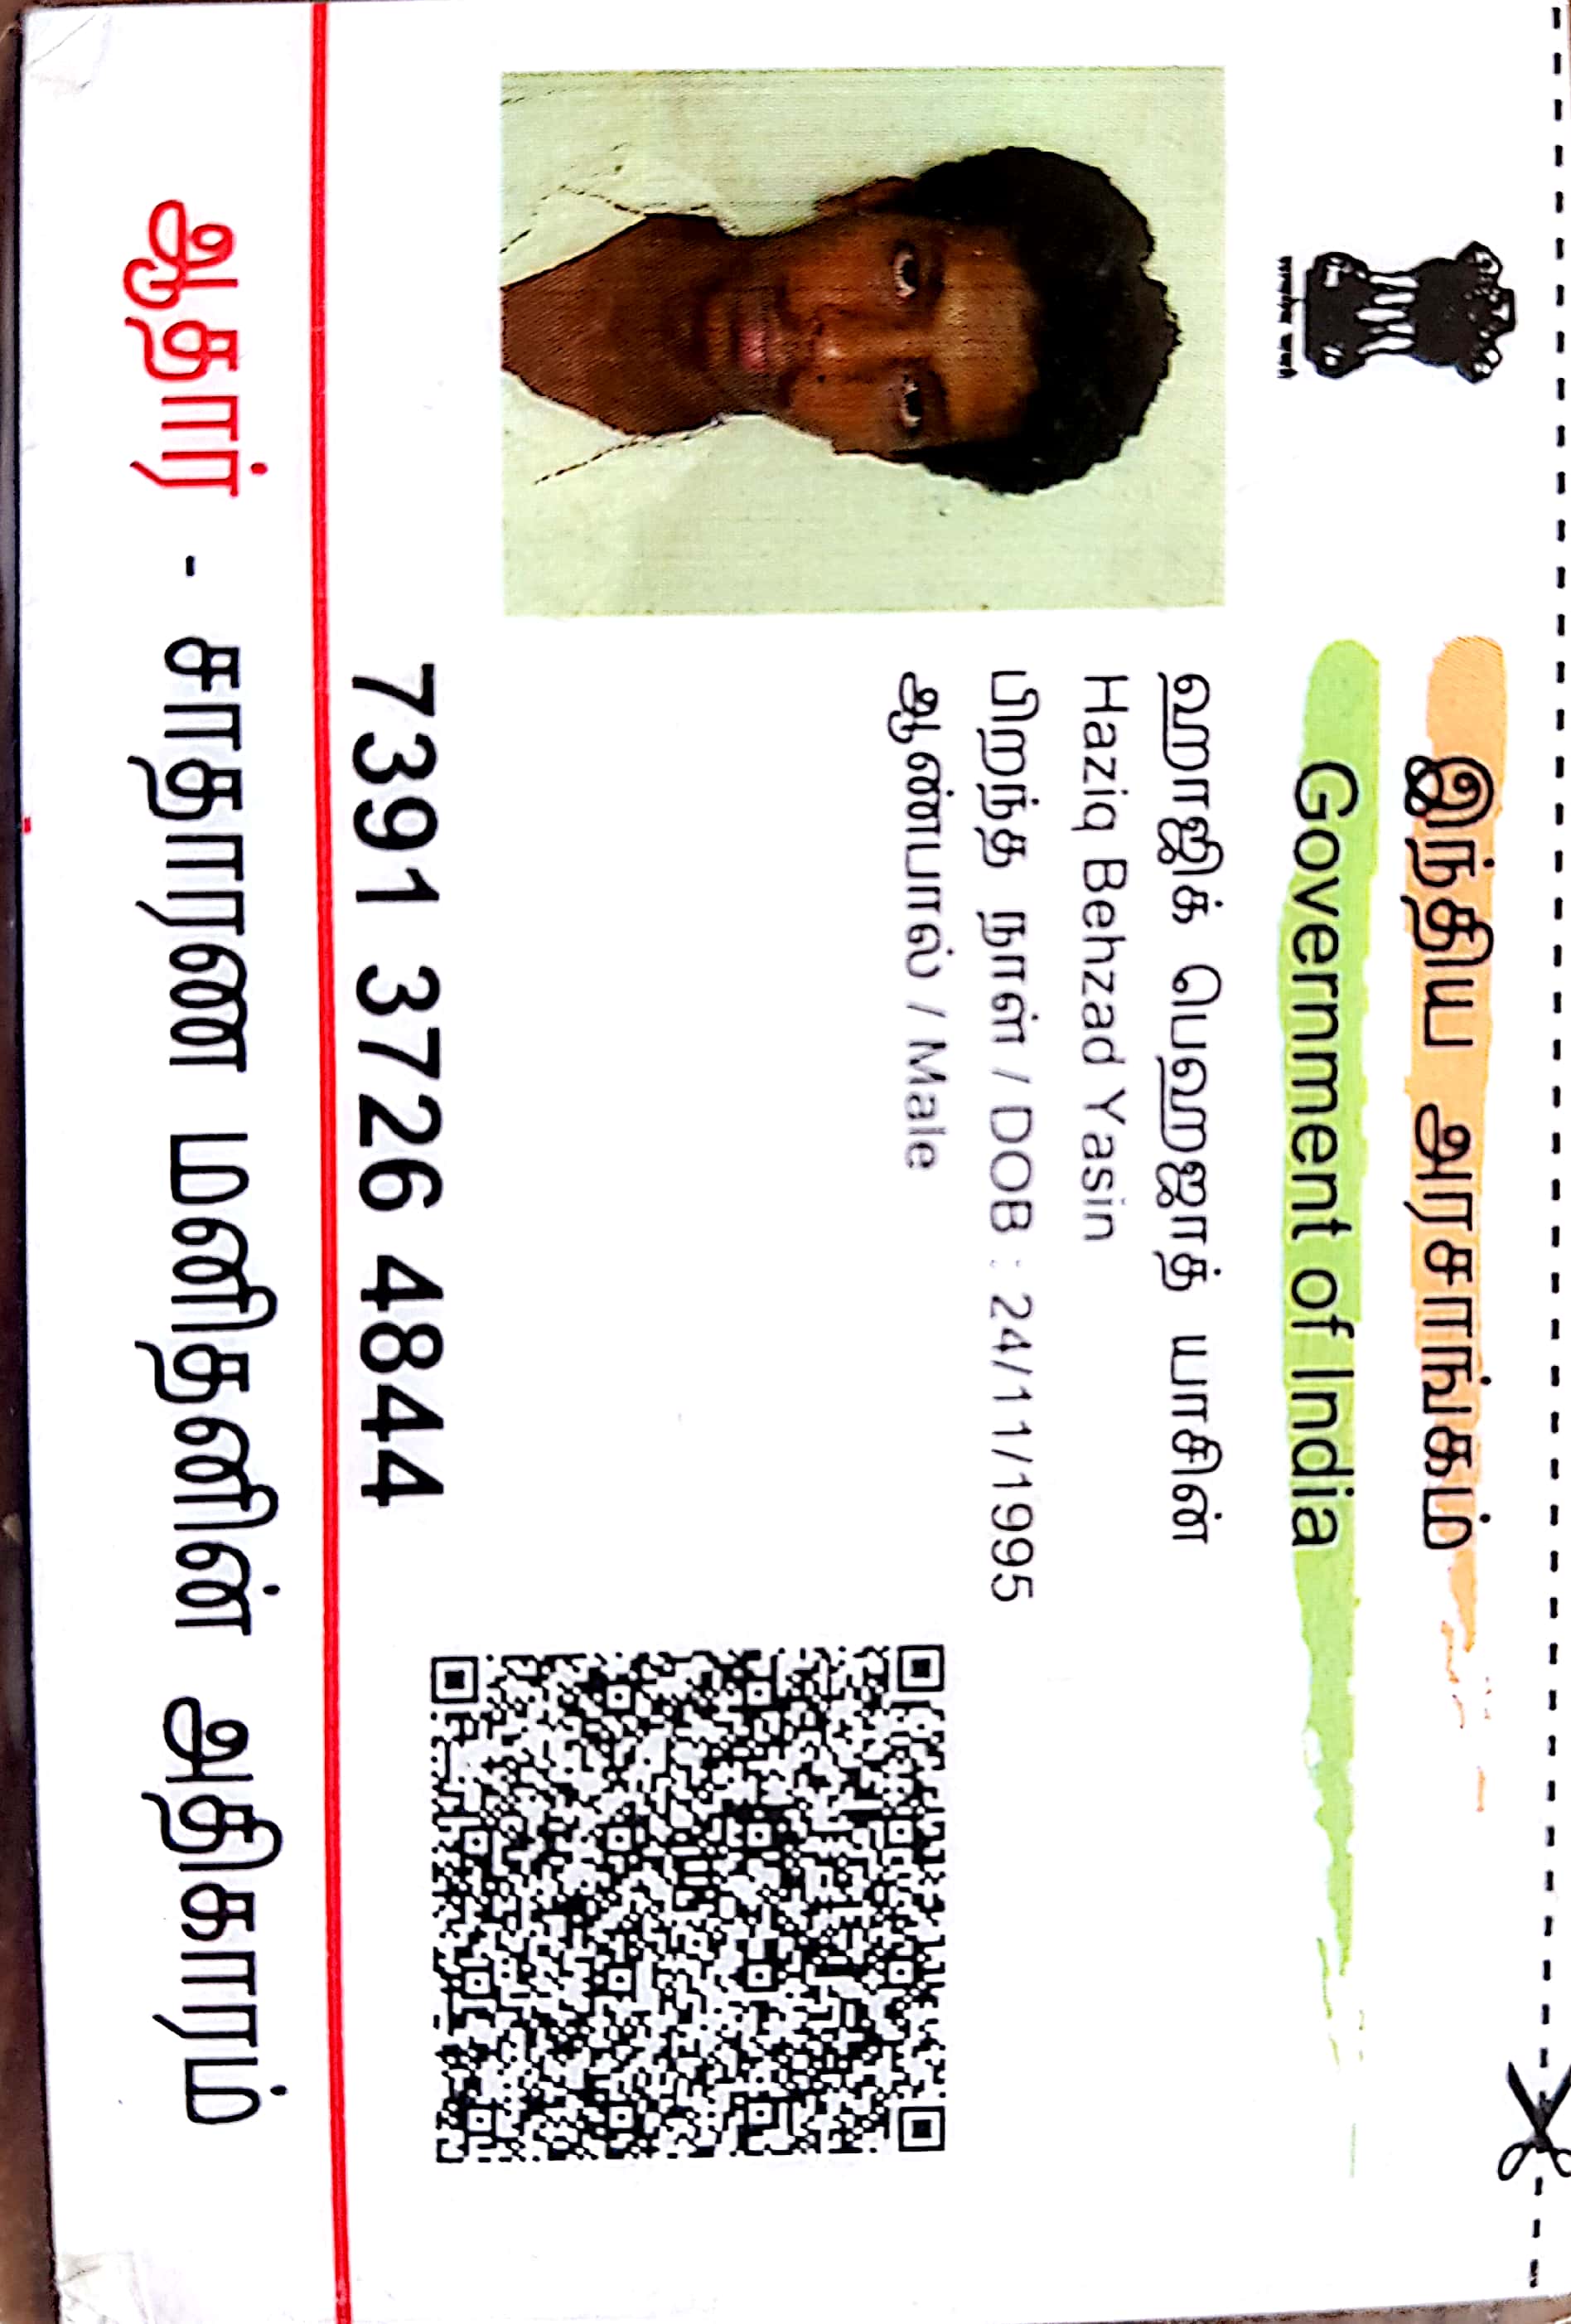 இந்திய அரசாங்கம்
Government of India
ஹாஜிக் பெஹஜாத் யாசின்
Haziq Behzad Yasin
பிறந்த நாள் / DOB : 24/11/1995
ஆண்பால் / Male
7391 3726 4844
ஆதார் - சாதாரண மனிதனின் அதிகாரம்